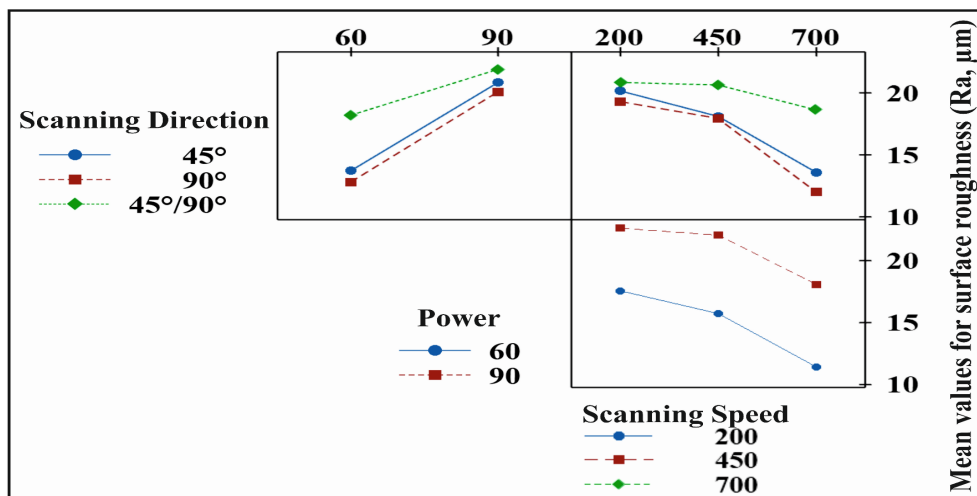 60 90 200 450 700
20
15
10
Scanning Direction
45°
90°
45°/90°
20
15
10
Power
60
90
Scanning Speed
200
450
700
Mean values for surface roughness (Ra, μm)